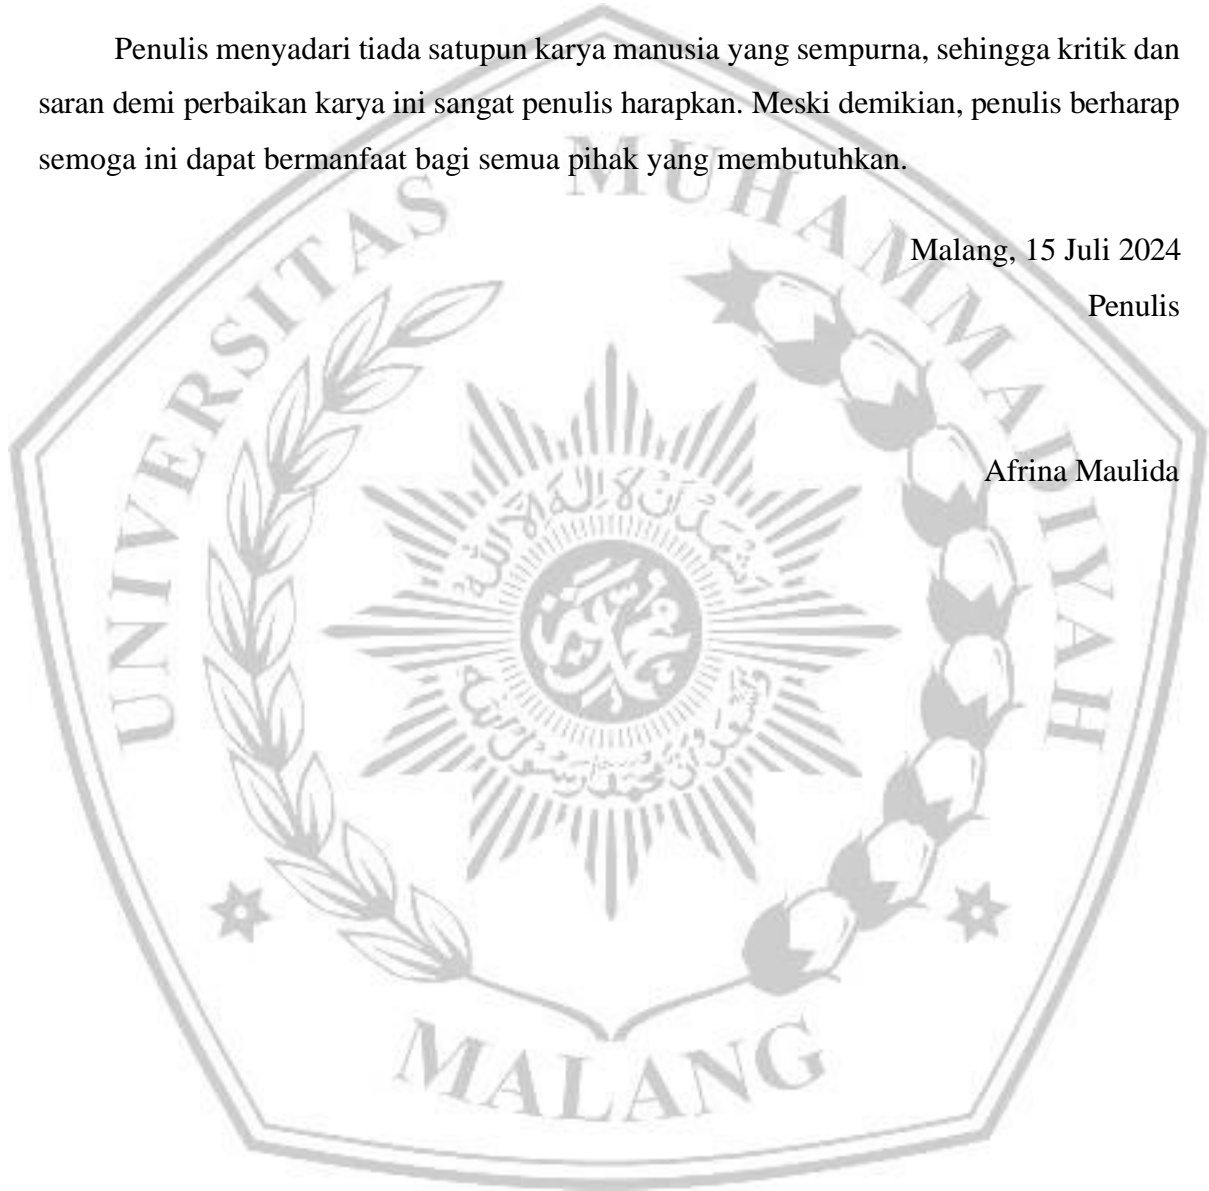 Penulis menyadari tiada satupun karya manusia yang sempurna, sehingga kritik dan
saran demi perbaikan karya ini sangat penulis harapkan. Meski demikian, penulis berharap
semoga ini dapat bermanfaat bagi semua pihak yang membutuhkan.
Malang, 15 Juli 2024
Penulis
Afrina Maulida
UNIVERSITAS MUHAMMADIYAH
MALANG